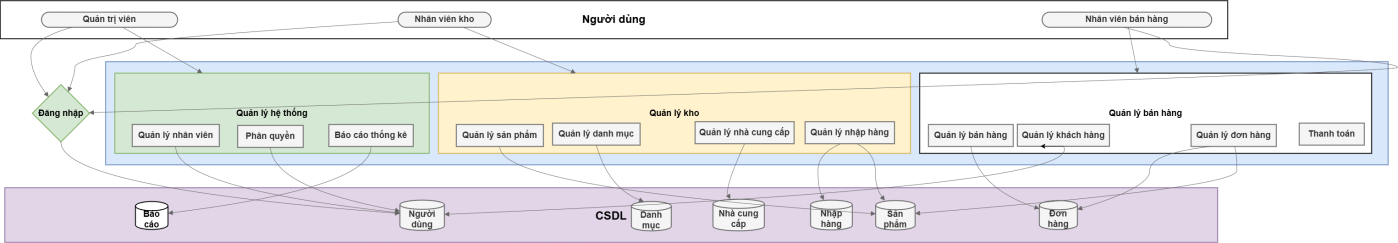 Quản trị viên
Nhân viên kho
Người dùng
Nhân viên bán hàng
Đăng nhập
Quản lý hệ thống
Quản lý kho
Quản lý bán hàng
Quản lý nhân viên
Phân quyền
Báo cáo thống kê
Quản lý sản phẩm
Quản lý danh mục
Quản lý nhà cung cấp
Quản lý nhập hàng
Quản lý bán hàng
Quản lý khách hàng
Quản lý đơn hàng
Thanh toán
Báo
cáo
Người
dùng
CSDL
Danh
mục
Nhà cung
cấp
Nhập
hàng
Sản
phẩm
Đơn
hàng